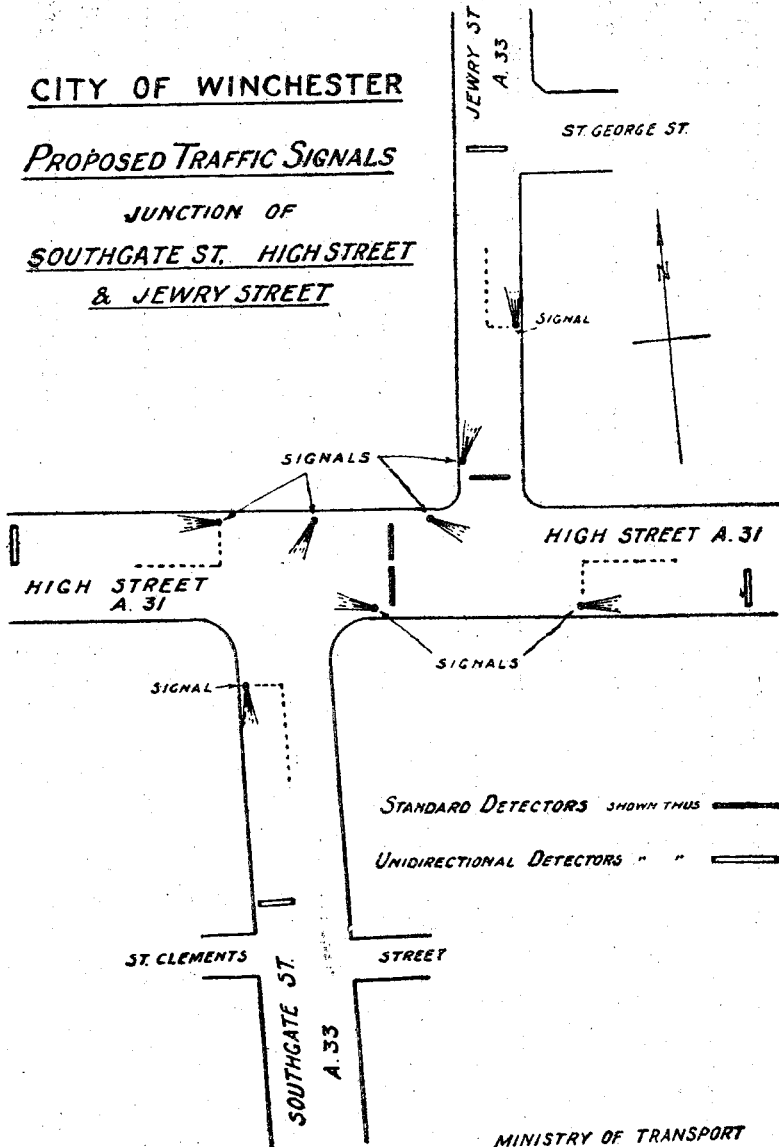 CITY OF WINCHESTER
PROPOSED TRAFFIC SIGNALS
JUNCTION OF
SOUTHGATE ST. HIGH STREET
& JEWRY STREET
JEWRY ST
A.33
ST. GEORGE ST.
N
SIGNAL
SIGNALS
HIGH STREET A.31
HIGH STREET
A.31
SIGNALS
SIGNAL
STANDARD DETECTORS SHOWN THUS
UNIDIRECTIONAL DETECTORS " "
ST. CLEMENTS STREET
SOUTHGATE ST.
A.33
MINISTRY OF TRANSPORT